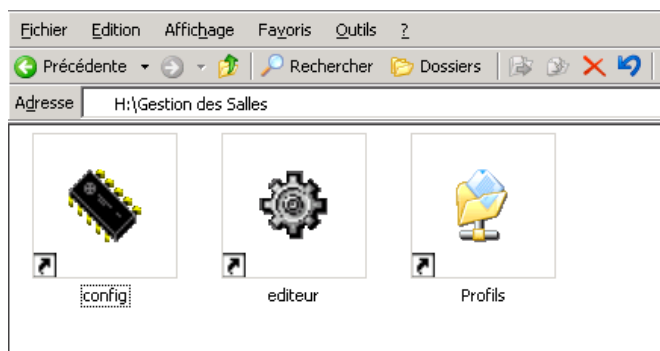 Fichier Edition Affichage Favoris Outils ?
Précédente Rechercher Dossiers
Adresse H:\Gestion des Salles
config editeur Profils